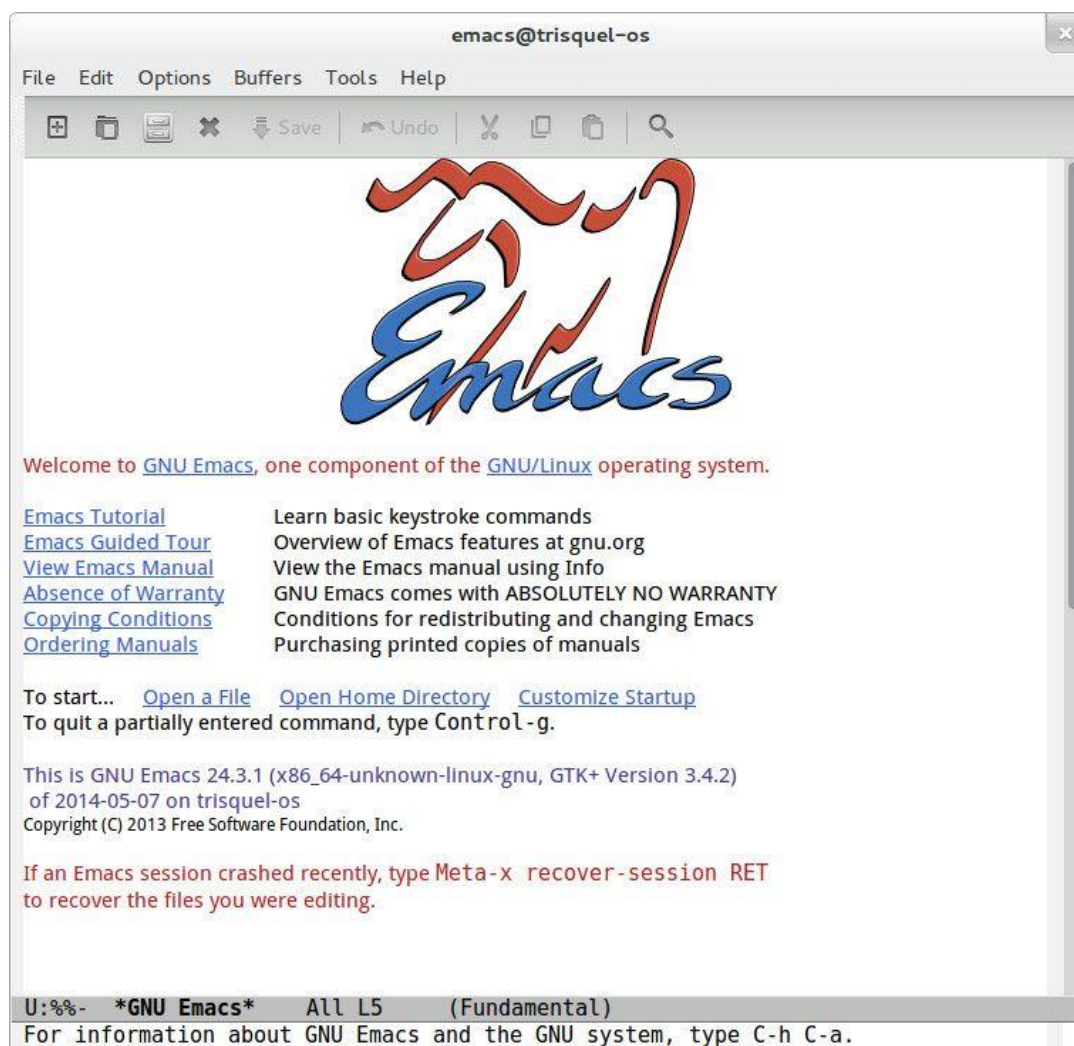 emacs@trisquel-os
File Edit Options Buffers Tools Help
Save Undo
Emacs
Welcome to GNU Emacs, one component of the GNU/Linux operating system.
Emacs Tutorial Learn basic keystroke commands
Emacs Guided Tour Overview of Emacs features at gnu.org
View Emacs Manual View the Emacs manual using Info
Absence of Warranty GNU Emacs comes with ABSOLUTELY NO WARRANTY
Copying Conditions Conditions for redistributing and changing Emacs
Ordering Manuals Purchasing printed copies of manuals
To start... Open a File Open Home Directory Customize Startup
To quit a partially entered command, type Control-g.
This is GNU Emacs 24.3.1 (x86_64-unknown-linux-gnu, GTK+ Version 3.4.2)
of 2014-05-07 on trisquel-os
Copyright (C) 2013 Free Software Foundation, Inc.
If an Emacs session crashed recently, type Meta-x recover-session RET
to recover the files you were editing.
U:%%- *GNU Emacs* All L5 (Fundamental)
For information about GNU Emacs and the GNU system, type C-h C-a.